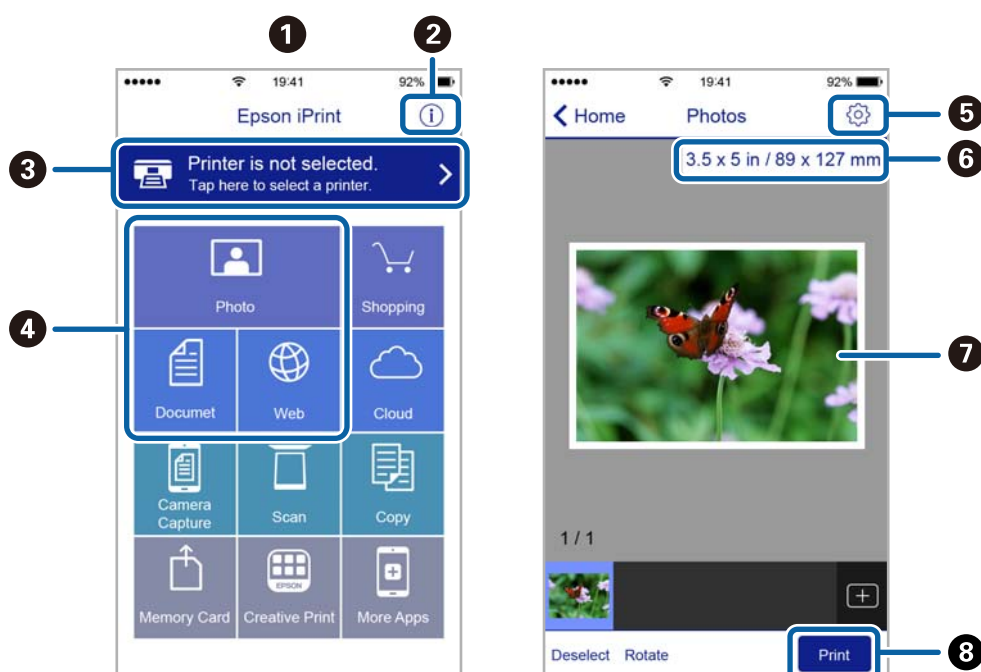 1
2
19:41
92%
Epson iPrint
3
Printer is not selected.
Tap here to select a printer.
4
Photo
Shopping
Documet
Web
Cloud
Camera
Capture
Scan
Copy
EPSON
Memory Card
Creative Print
More Apps
19:41
92%
Home
Photos
5
3.5 x 5 in / 89 x 127 mm
6
7
1 / 1
Deselect
Rotate
Print
8